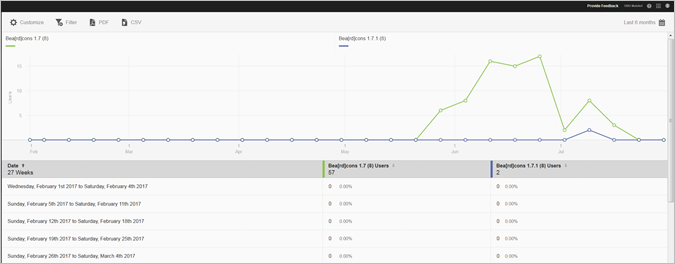 Provide Feedback
Customize Filter PDF CSV Last 6 months
Bea[rd]cons 1.7 (8) Bea[rd]cons 1.7.1 (8)
15
10
5
Users
Feb Mar Apr May Jun Jul
Date Bea[rd]cons 1.7 (8) Users Bea[rd]cons 1.7.1 (8) Users
27 Weeks 57 2
Wednesday, February 1st 2017 to Saturday, February 4th 2017 0 0.00% 0 0.00%
Sunday, February 5th 2017 to Saturday, February 11th 2017 0 0.00% 0 0.00%
Sunday, February 12th 2017 to Saturday, February 18th 2017 0 0.00% 0 0.00%
Sunday, February 19th 2017 to Saturday, February 25th 2017 0 0.00% 0 0.00%
Sunday, February 26th 2017 to Saturday, March 4th 2017 0 0.00% 0 0.00%